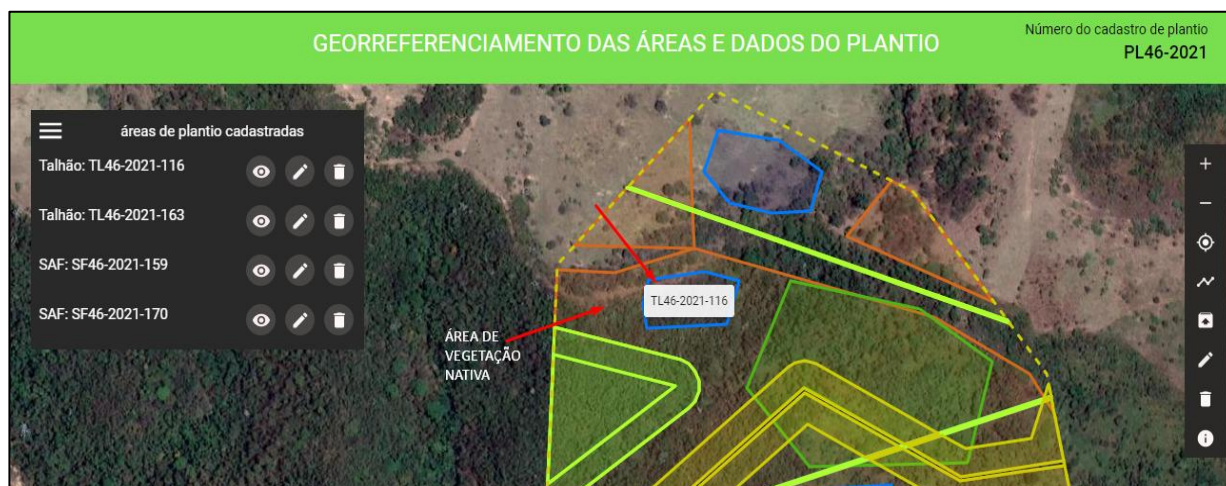 GEORREFERENCIAMENTO DAS ÁREAS E DADOS DO PLANTIO
Número do cadastro de plantio
PL46-2021
áreas de plantio cadastradas
Talhão: TL46-2021-116
Talhão: TL46-2021-163
SAF: SF46-2021-159
SAF: SF46-2021-170
TL46-2021-116
ÁREA DE
VEGETAÇÃO
NATIVA